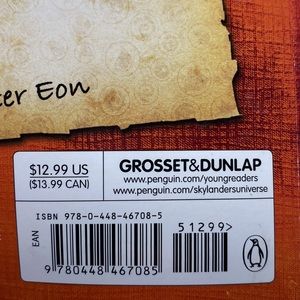 ter Eon
$12.99 US
($13.99 CAN)
GROSSET&DUNLAP
www.penguin.com/youngreaders
www.penguin.com/skylandersuniverse
ISBN 978-0-448-46708-5
51299>
EAN
9 780448 467085